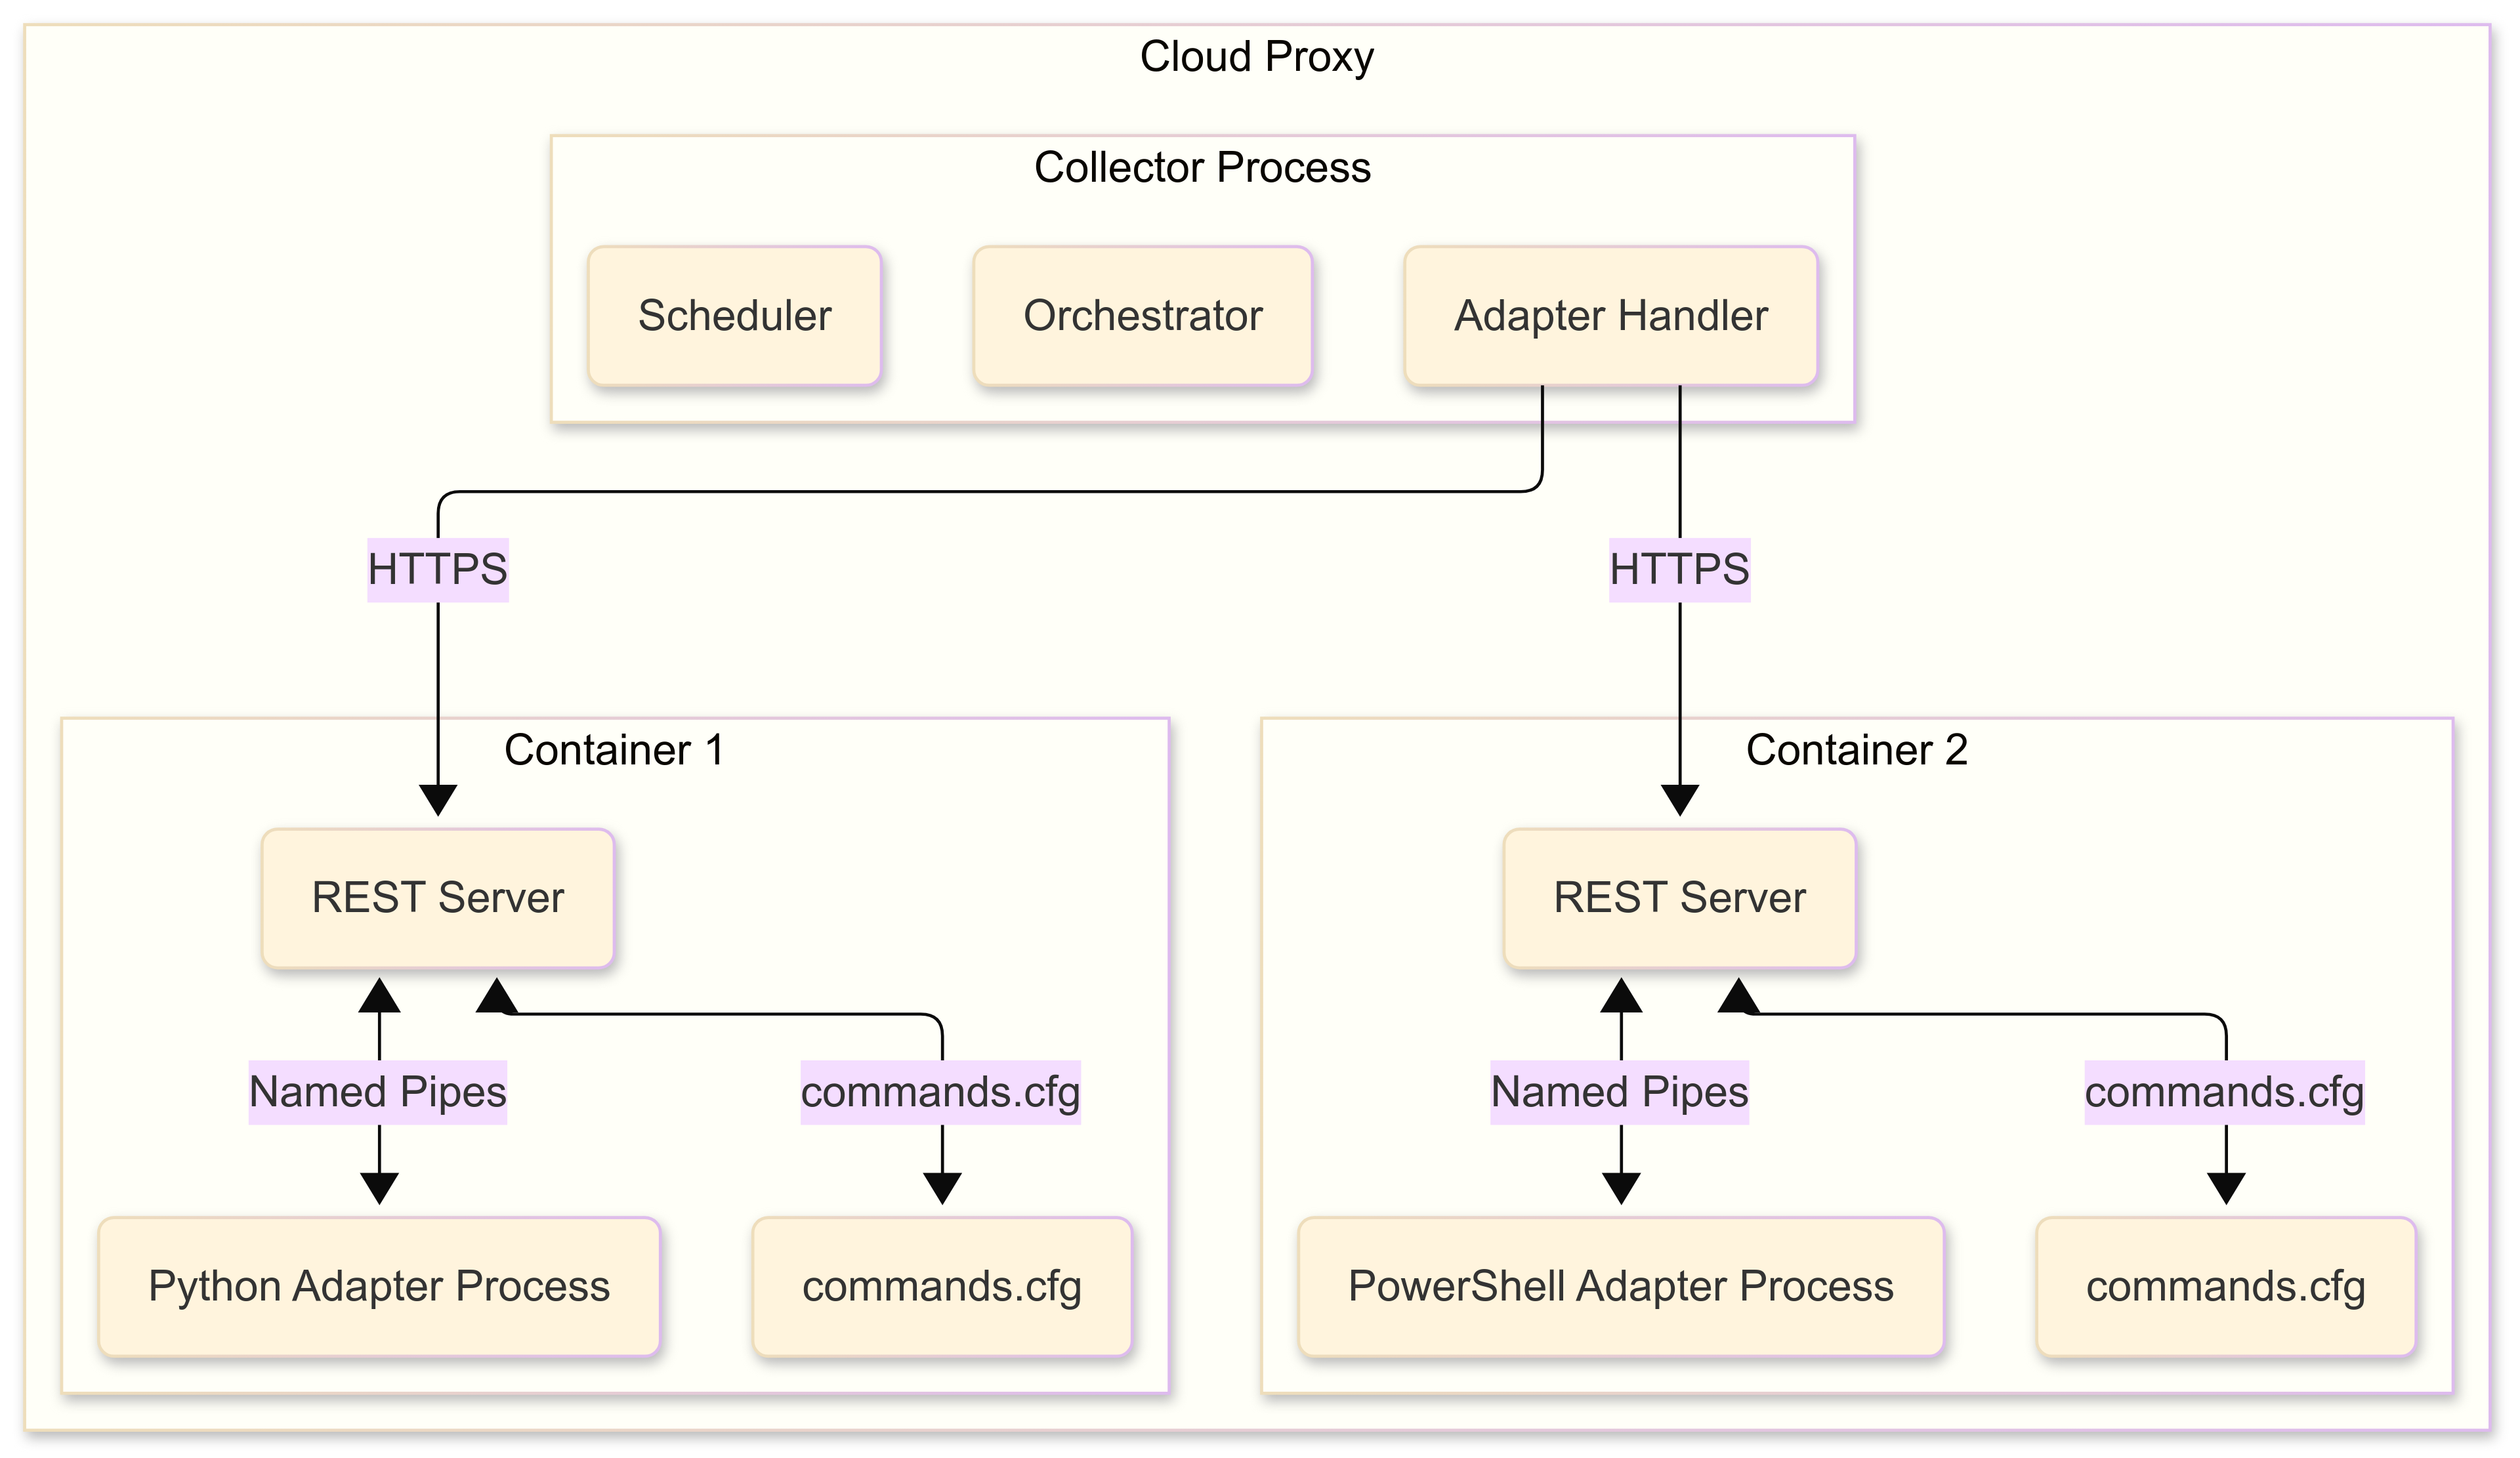 Cloud Proxy
Collector Process
Scheduler
Orchestrator
Adapter Handler
HTTPS
HTTPS
Container 1
Container 2
REST Server
REST Server
Named Pipes
commands.cfg
Named Pipes
commands.cfg
Python Adapter Process
commands.cfg
PowerShell Adapter Process
commands.cfg